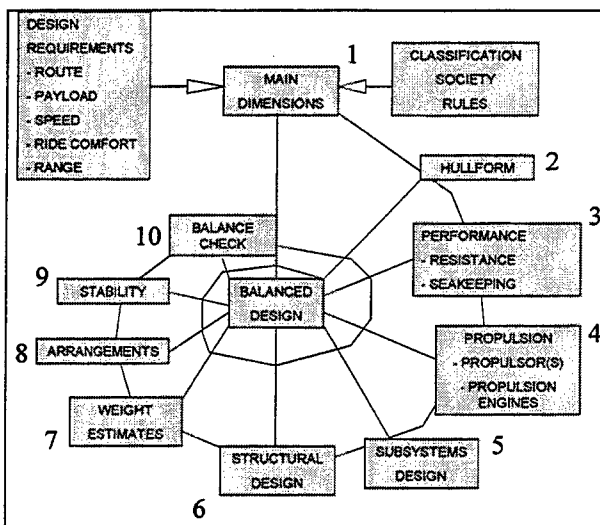 DESIGN
REQUIREMENTS
- ROUTE
- PAYLOAD
- SPEED
- RIDE COMFORT
- RANGE
1
MAIN
DIMENSIONS
CLASSIFICATION
SOCIETY
RULES
HULLFORM
2
3
PERFORMANCE
- RESISTANCE
- SEAKEEPING
4
PROPULSION
- PROPULSOR(S)
- PROPULSION
ENGINES
SUBSYSTEMS
DESIGN
5
STRUCTURAL
DESIGN
6
WEIGHT
ESTIMATES
7
ARRANGEMENTS
8
STABILITY
9
BALANCE
CHECK
10
BALANCED
DESIGN